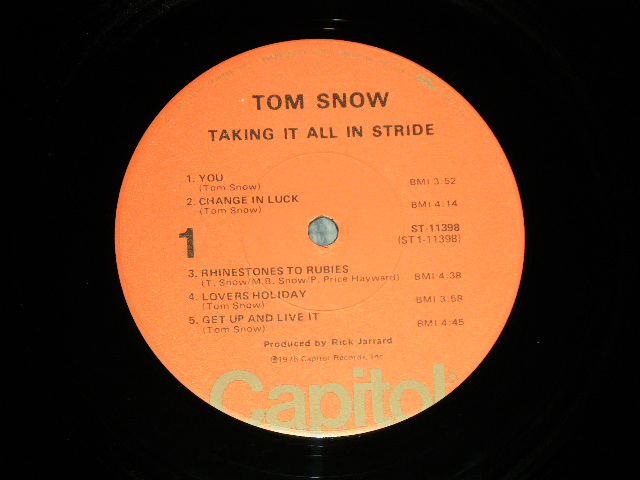 TOM SNOW
TAKING IT ALL IN STRIDE
1. YOU BMI 3:52
(Tom Snow)
2. CHANGE IN LUCK BMI 4:14
(Tom Snow)
1
ST-11398
(ST 1-11398)
3. RHINESTONES TO RUBIES BMI 4:38
(T. Snow/M.B. Snow/P. Price Hayward)
4. LOVERS HOLIDAY BMI 3:58
(Tom Snow)
5. GET UP AND LIVE IT BMI 4:45
(Tom Snow)
Produced by Rick Jarrard
℗1975 Capitol Records, Inc.
Capitol